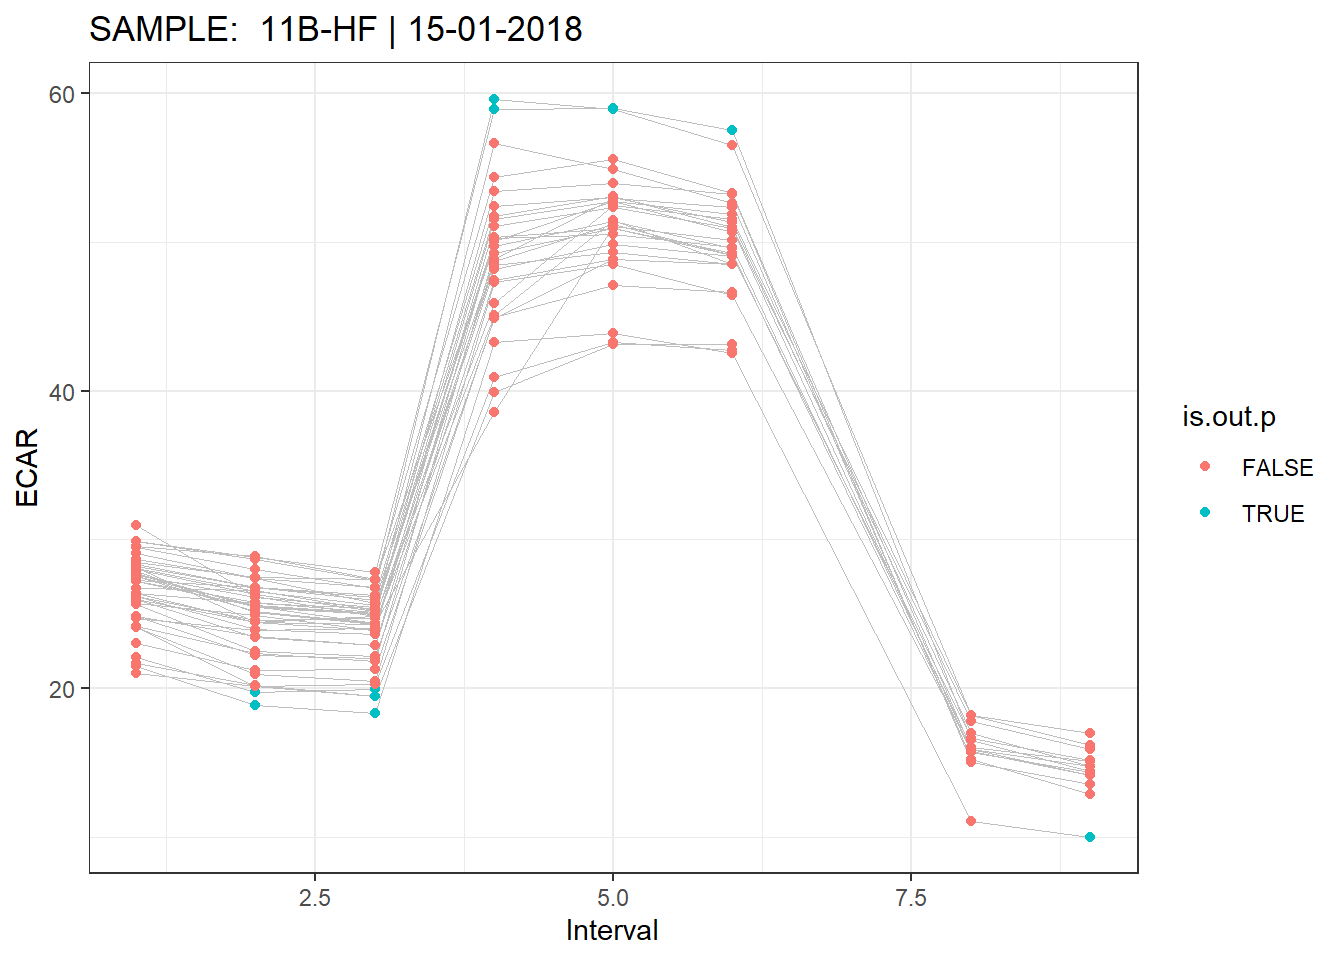 SAMPLE:  11B-HF | 15-01-2018
60
40
20
ECAR
2.5
5.0
7.5
Interval
is.out.p
FALSE
TRUE